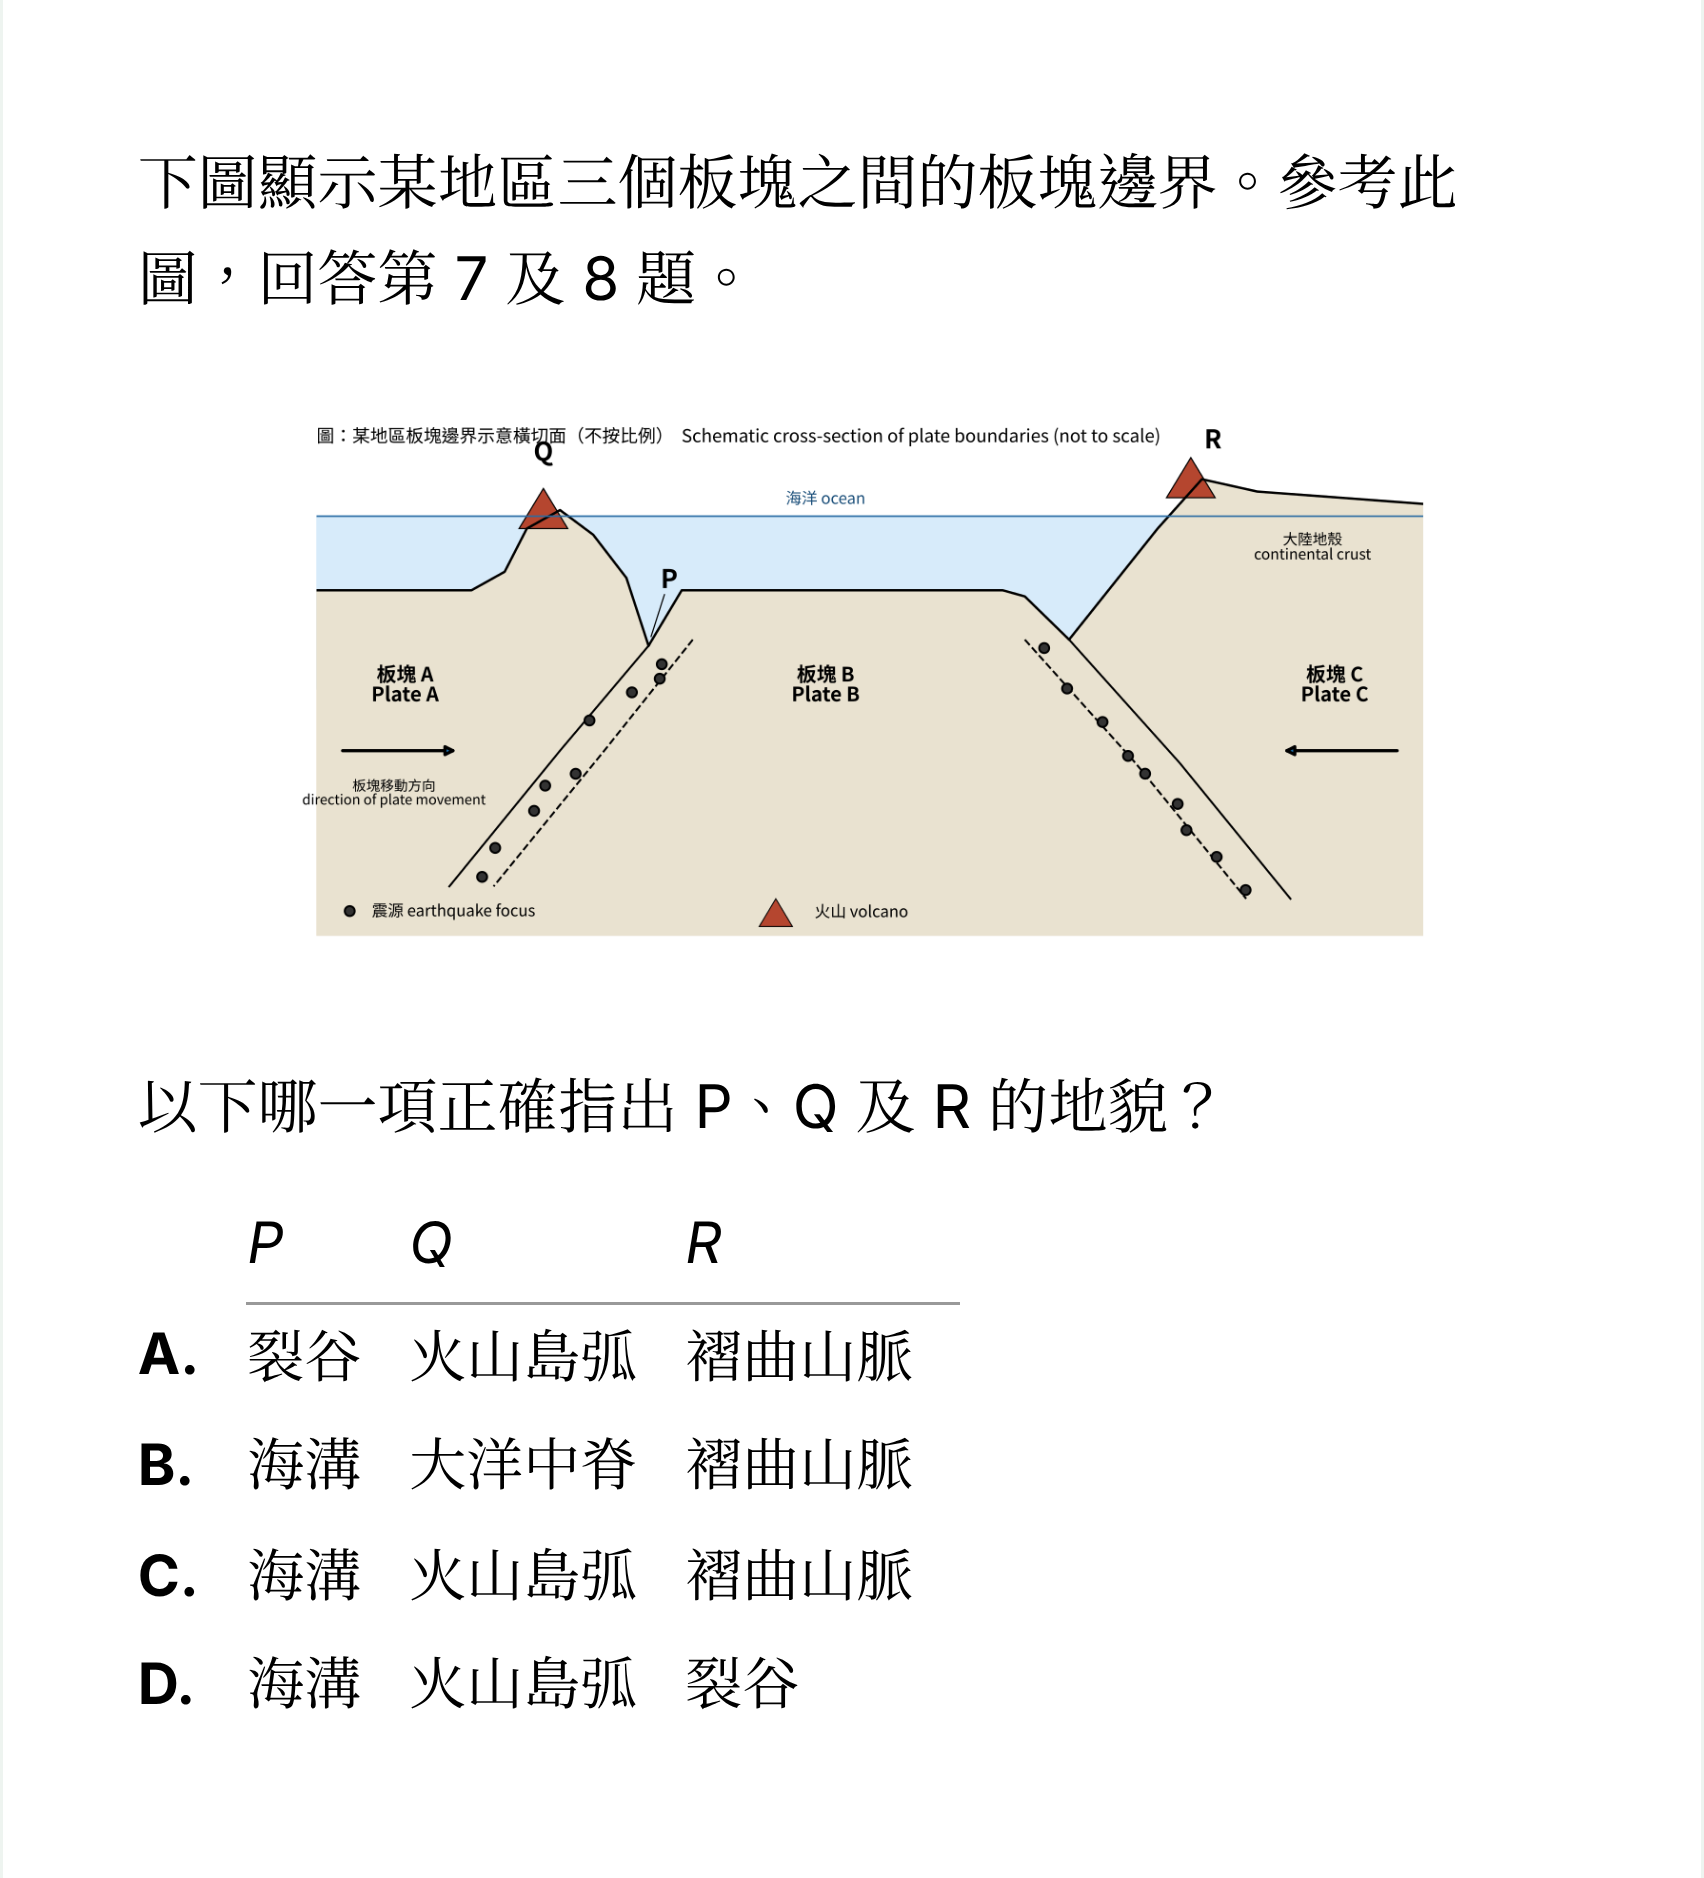 下圖顯示某地區三個板塊之間的板塊邊界。參考此
圖，回答第 7 及 8 題。
圖：某地區板塊邊界示意橫切面（不按比例） Schematic cross-section of plate boundaries (not to scale)
Q
R
海洋 ocean
大陸地殼
continental crust
P
板塊 A
Plate A
板塊 B
Plate B
板塊 C
Plate C
板塊移動方向
direction of plate movement
震源 earthquake focus
火山 volcano
以下哪一項正確指出 P、Q 及 R 的地貌？
P Q R
A. 裂谷 火山島弧 褶曲山脈
B. 海溝 大洋中脊 褶曲山脈
C. 海溝 火山島弧 褶曲山脈
D. 海溝 火山島弧 裂谷